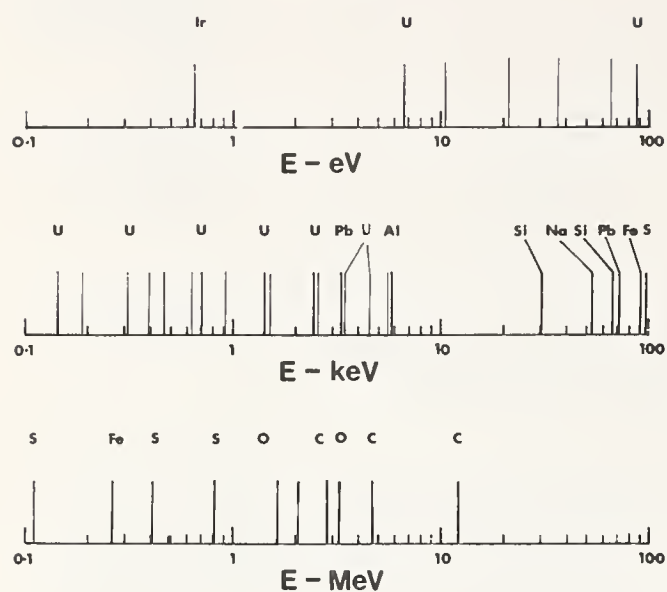 Ir U U
0·1 1 10 100
E – eV
U U U U U Pb U Al Si Na Si Pb Fe S
0·1 1 10 100
E – keV
S Fe S S O C O C C
0·1 1 10
E – MeV